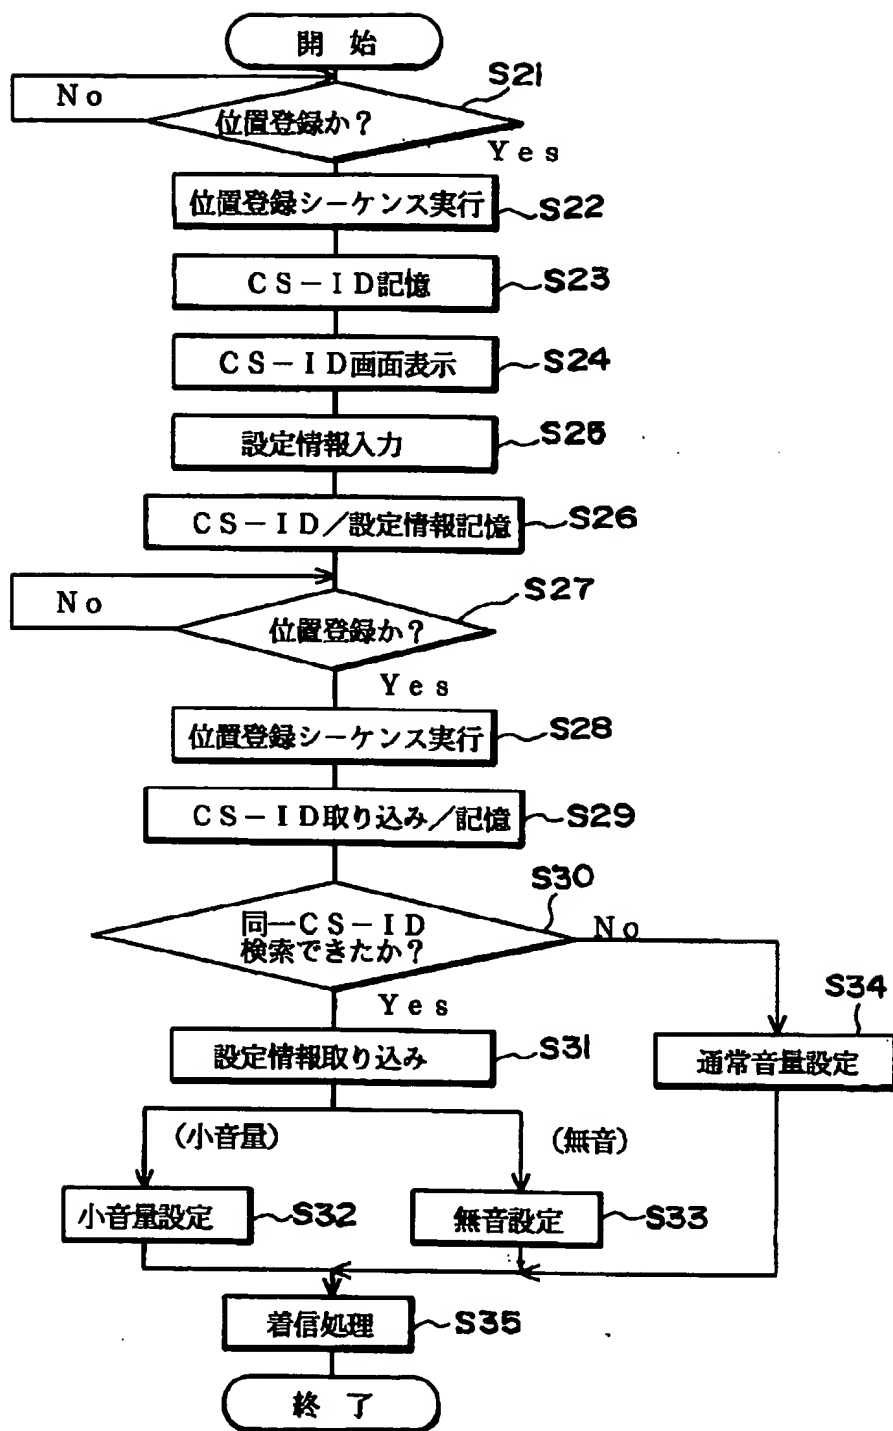 開 始
S21
No
位置登録か？
Yes
位置登録シーケンス実行
S22
CS－ID記憶
S23
CS－ID画面表示
S24
設定情報入力
S25
CS－ID／設定情報記憶
S26
S27
No
位置登録か？
Yes
位置登録シーケンス実行
S28
CS－ID取り込み／記憶
S29
S30
同一CS－ID
検索できたか？
No
Yes
S34
設定情報取り込み
S31
通常音量設定
(小音量)
(無音)
小音量設定
S32
無音設定
S33
着信処理
S35
終 了